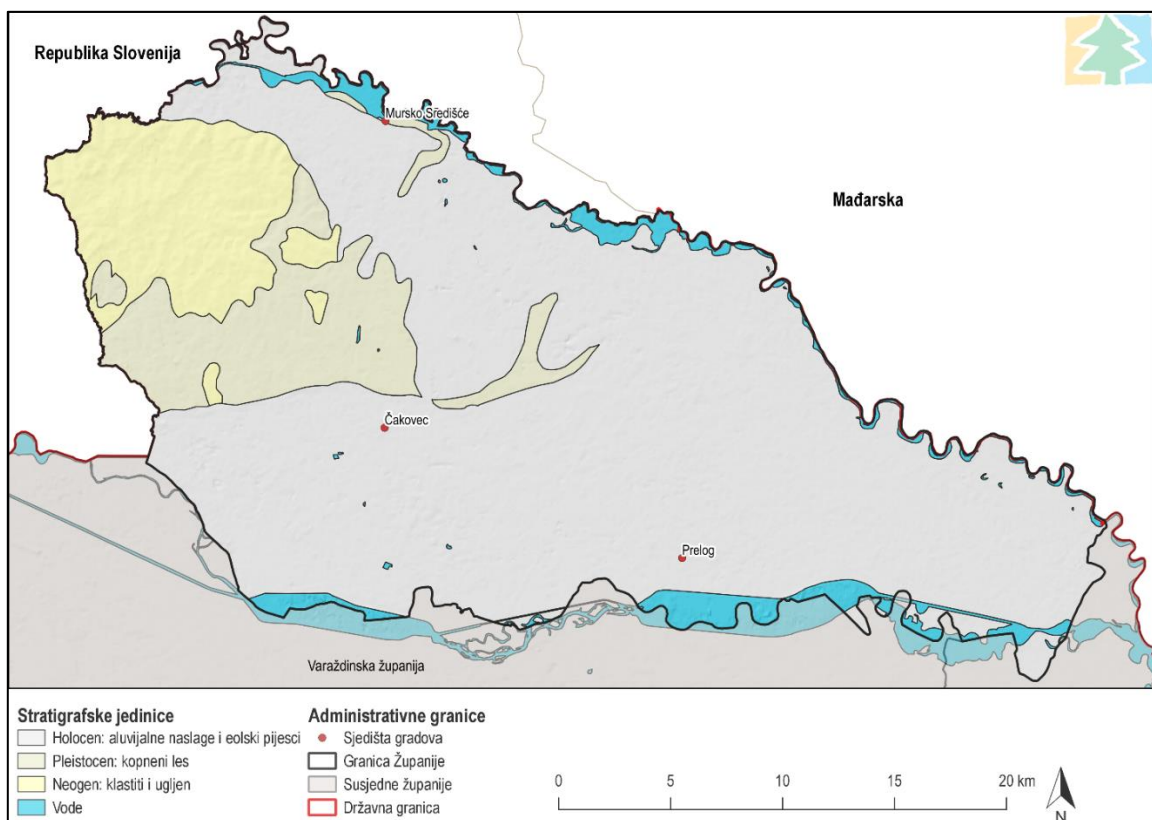 Republika Slovenija
Mursko Središće
Mađarska
Čakovec
Prelog
Varaždinska županija
Stratigrafske jedinice
Holocen: aluvijalne naslage i eolski pijesci
Pleistocen: kopneni les
Neogen: klastiti i ugljen
Vode
Administrativne granice
Sjedišta gradova
Granica Županije
Susjedne županije
Državna granica
0 5 10 15 20 km
N